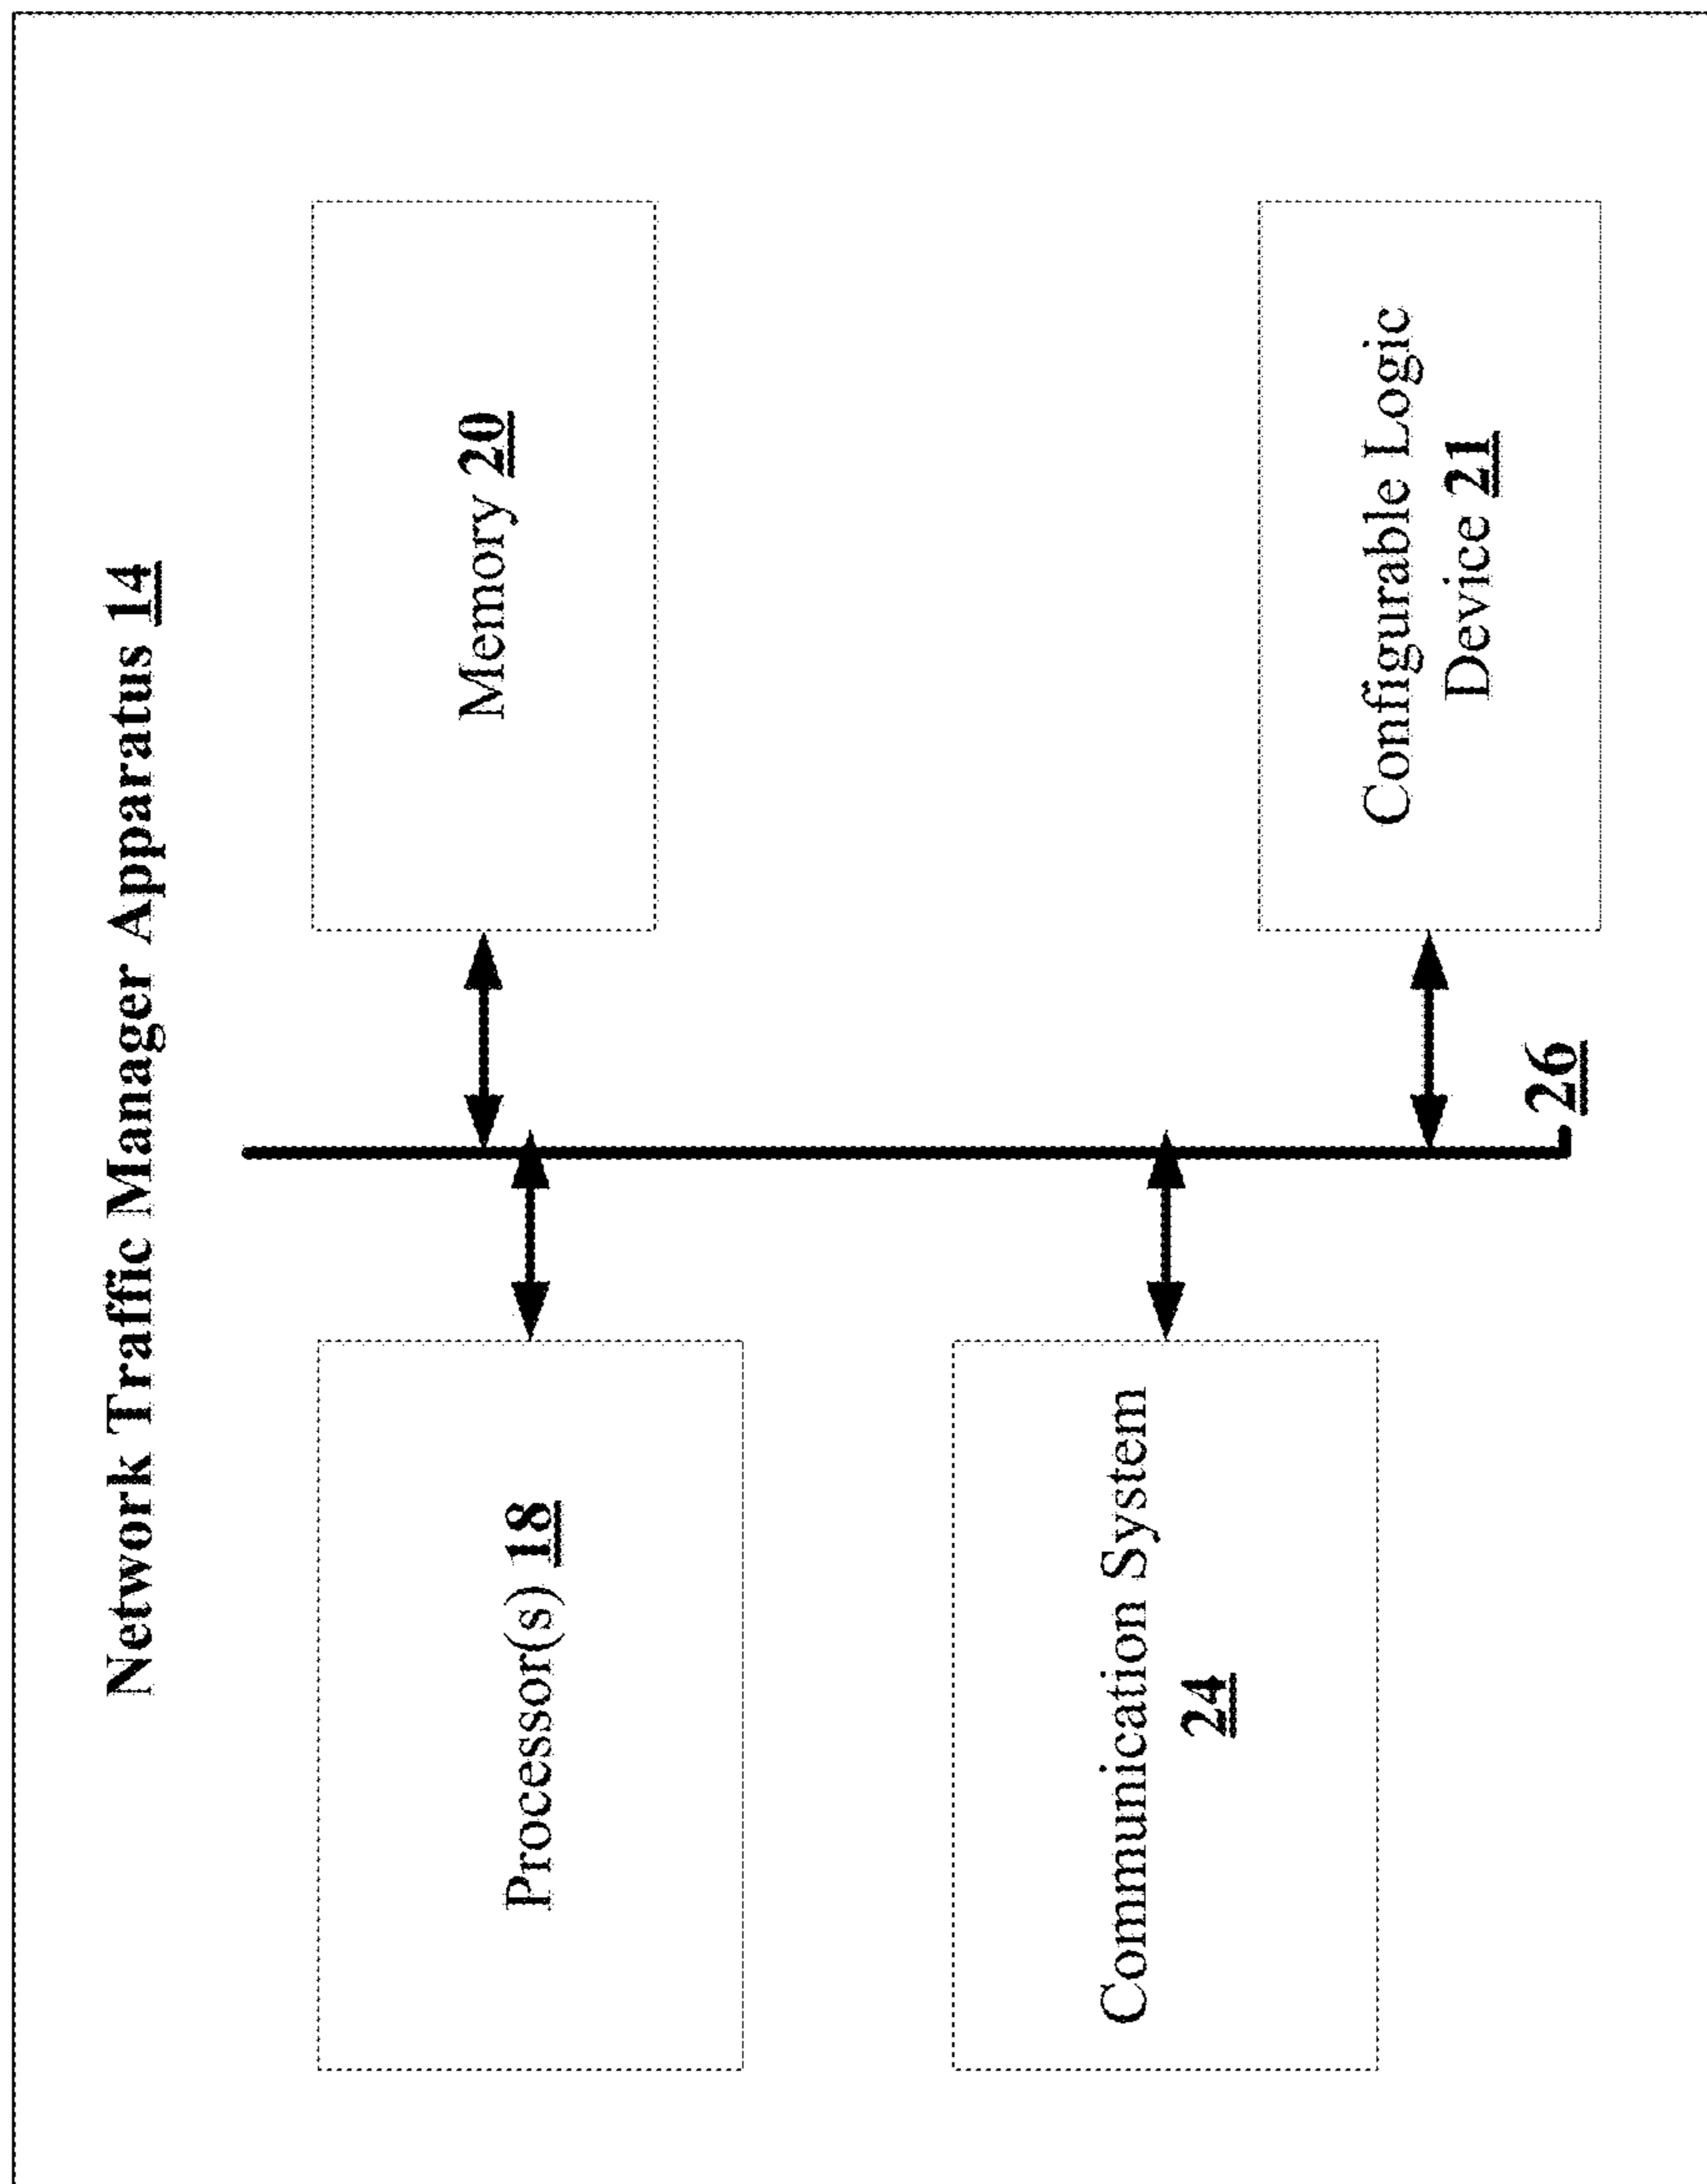 Network Traffic Manager Apparatus 14
Processor(s) 18
Memory 20
Communication System
24
Configurable Logic
Device 21
26